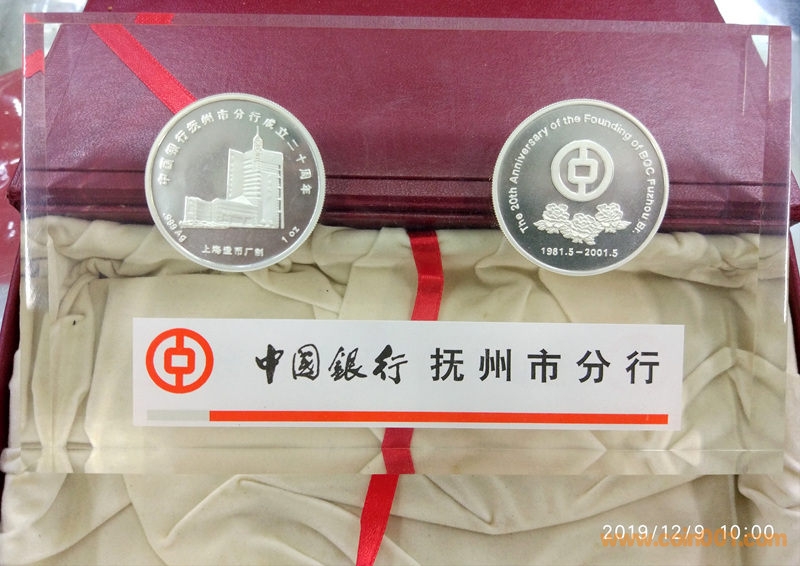 中国银行抚州市分行成立二十周年
.999 Ag
上海造币厂制
1 oz
The 20th Anniversary of the Founding of BOC Fuzhou Br.
1981.5-2001.5
中国銀行 抚州市分行
2019/12/9 10:00